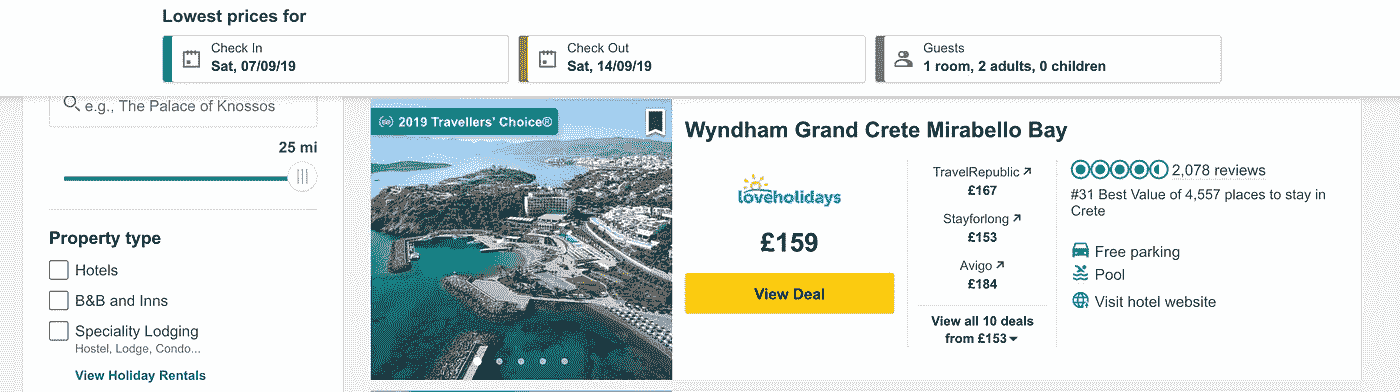 Lowest prices for
Check In
Sat, 07/09/19
Check Out
Sat, 14/09/19
Guests
1 room, 2 adults, 0 children
e.g., The Palace of Knossos
25 mi
Property type
Hotels
B&B and Inns
Speciality Lodging
Hostel, Lodge, Condo...
View Holiday Rentals
2019 Travellers' Choice®
Wyndham Grand Crete Mirabello Bay
loveholidays
£159
View Deal
TravelRepublic
£167
Stayforlong
£153
Avigo
£184
View all 10 deals
from £153
2,078 reviews
#31 Best Value of 4,557 places to stay in
Crete
Free parking
Pool
Visit hotel website